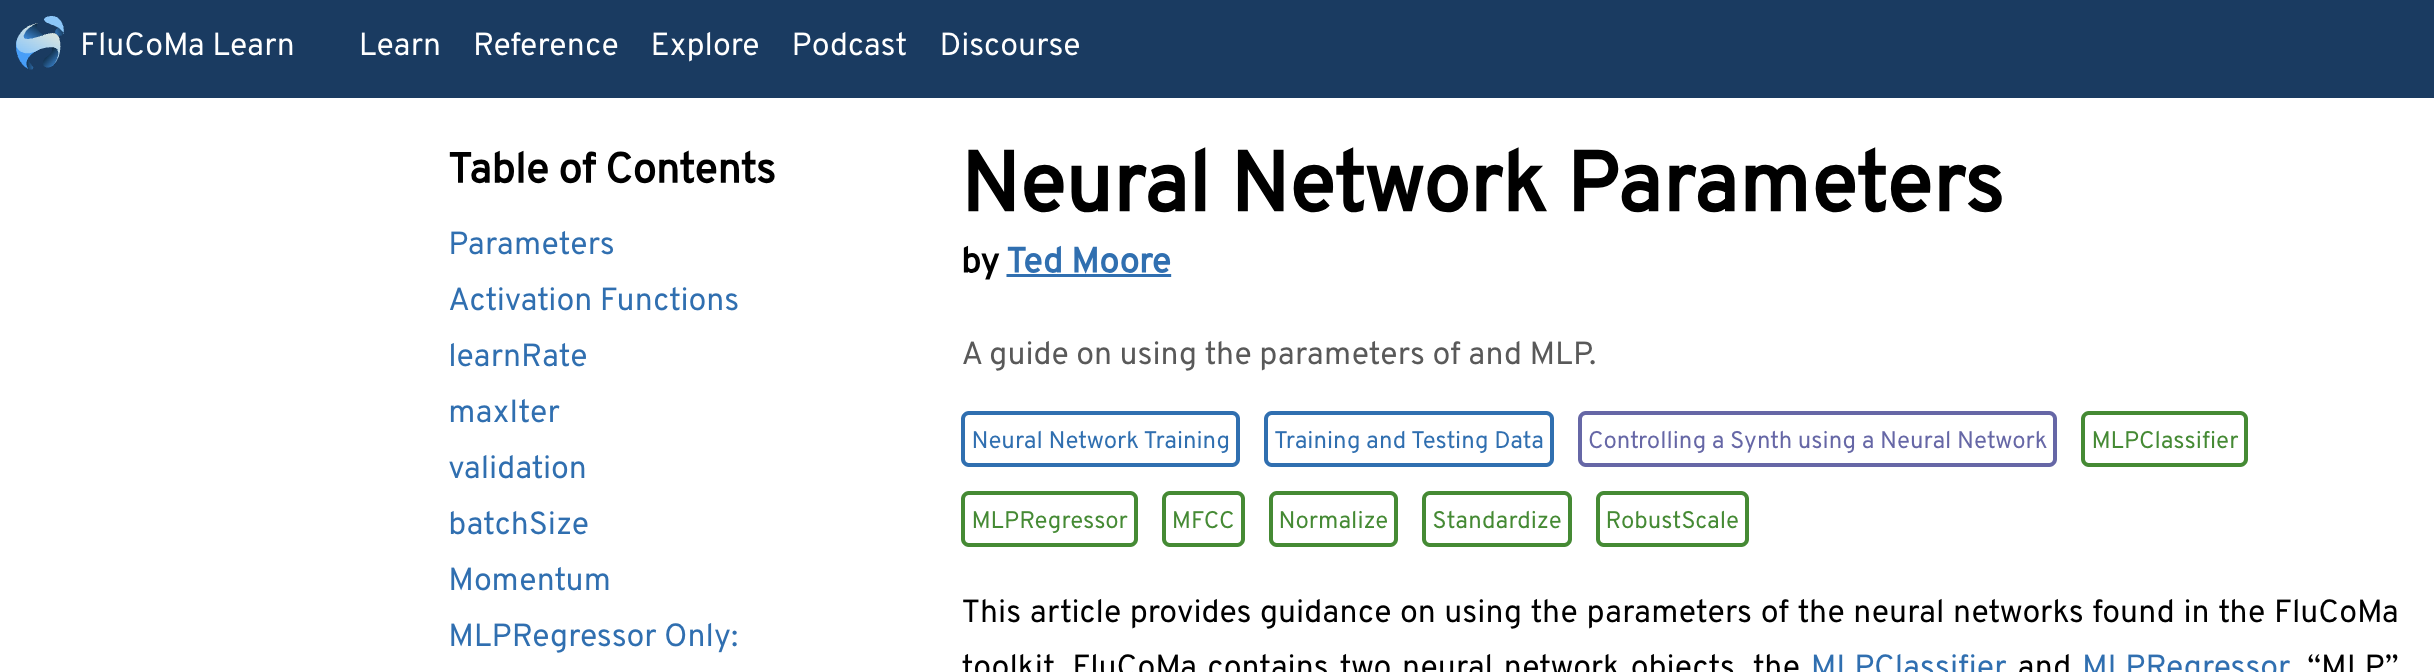 FluCoMa Learn Learn Reference Explore Podcast Discourse
Table of Contents
Parameters
Activation Functions
learnRate
maxIter
validation
batchSize
Momentum
MLPRegressor Only:
Neural Network Parameters
by Ted Moore
A guide on using the parameters of and MLP.
Neural Network Training Training and Testing Data Controlling a Synth using a Neural Network MLPClassifier
MLPRegressor MFCC Normalize Standardize RobustScale
This article provides guidance on using the parameters of the neural networks found in the FluCoMa
toolkit. FluCoMa contains two neural network objects, the MLPClassifier and MLPRegressor. “MLP”